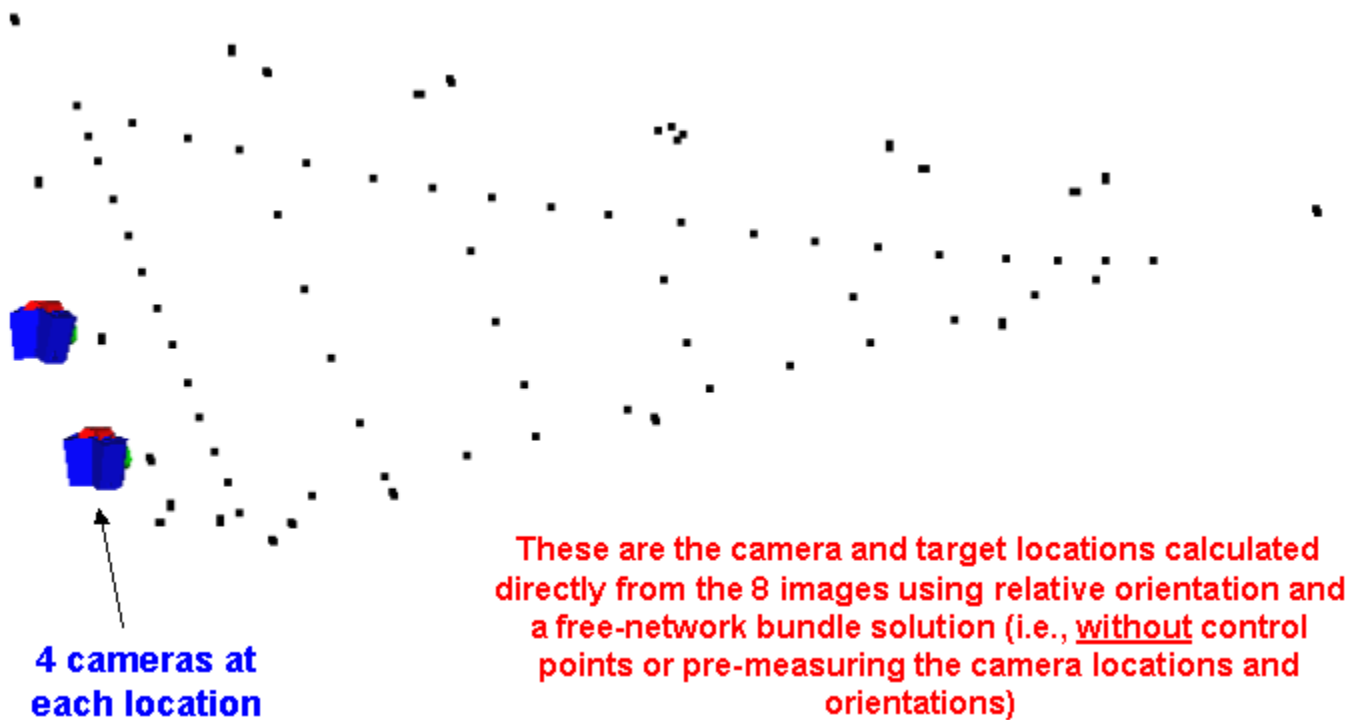 These are the camera and target locations calculated
directly from the 8 images using relative orientation and
a free-network bundle solution (i.e., without control
points or pre-measuring the camera locations and
orientations)
4 cameras at
each location